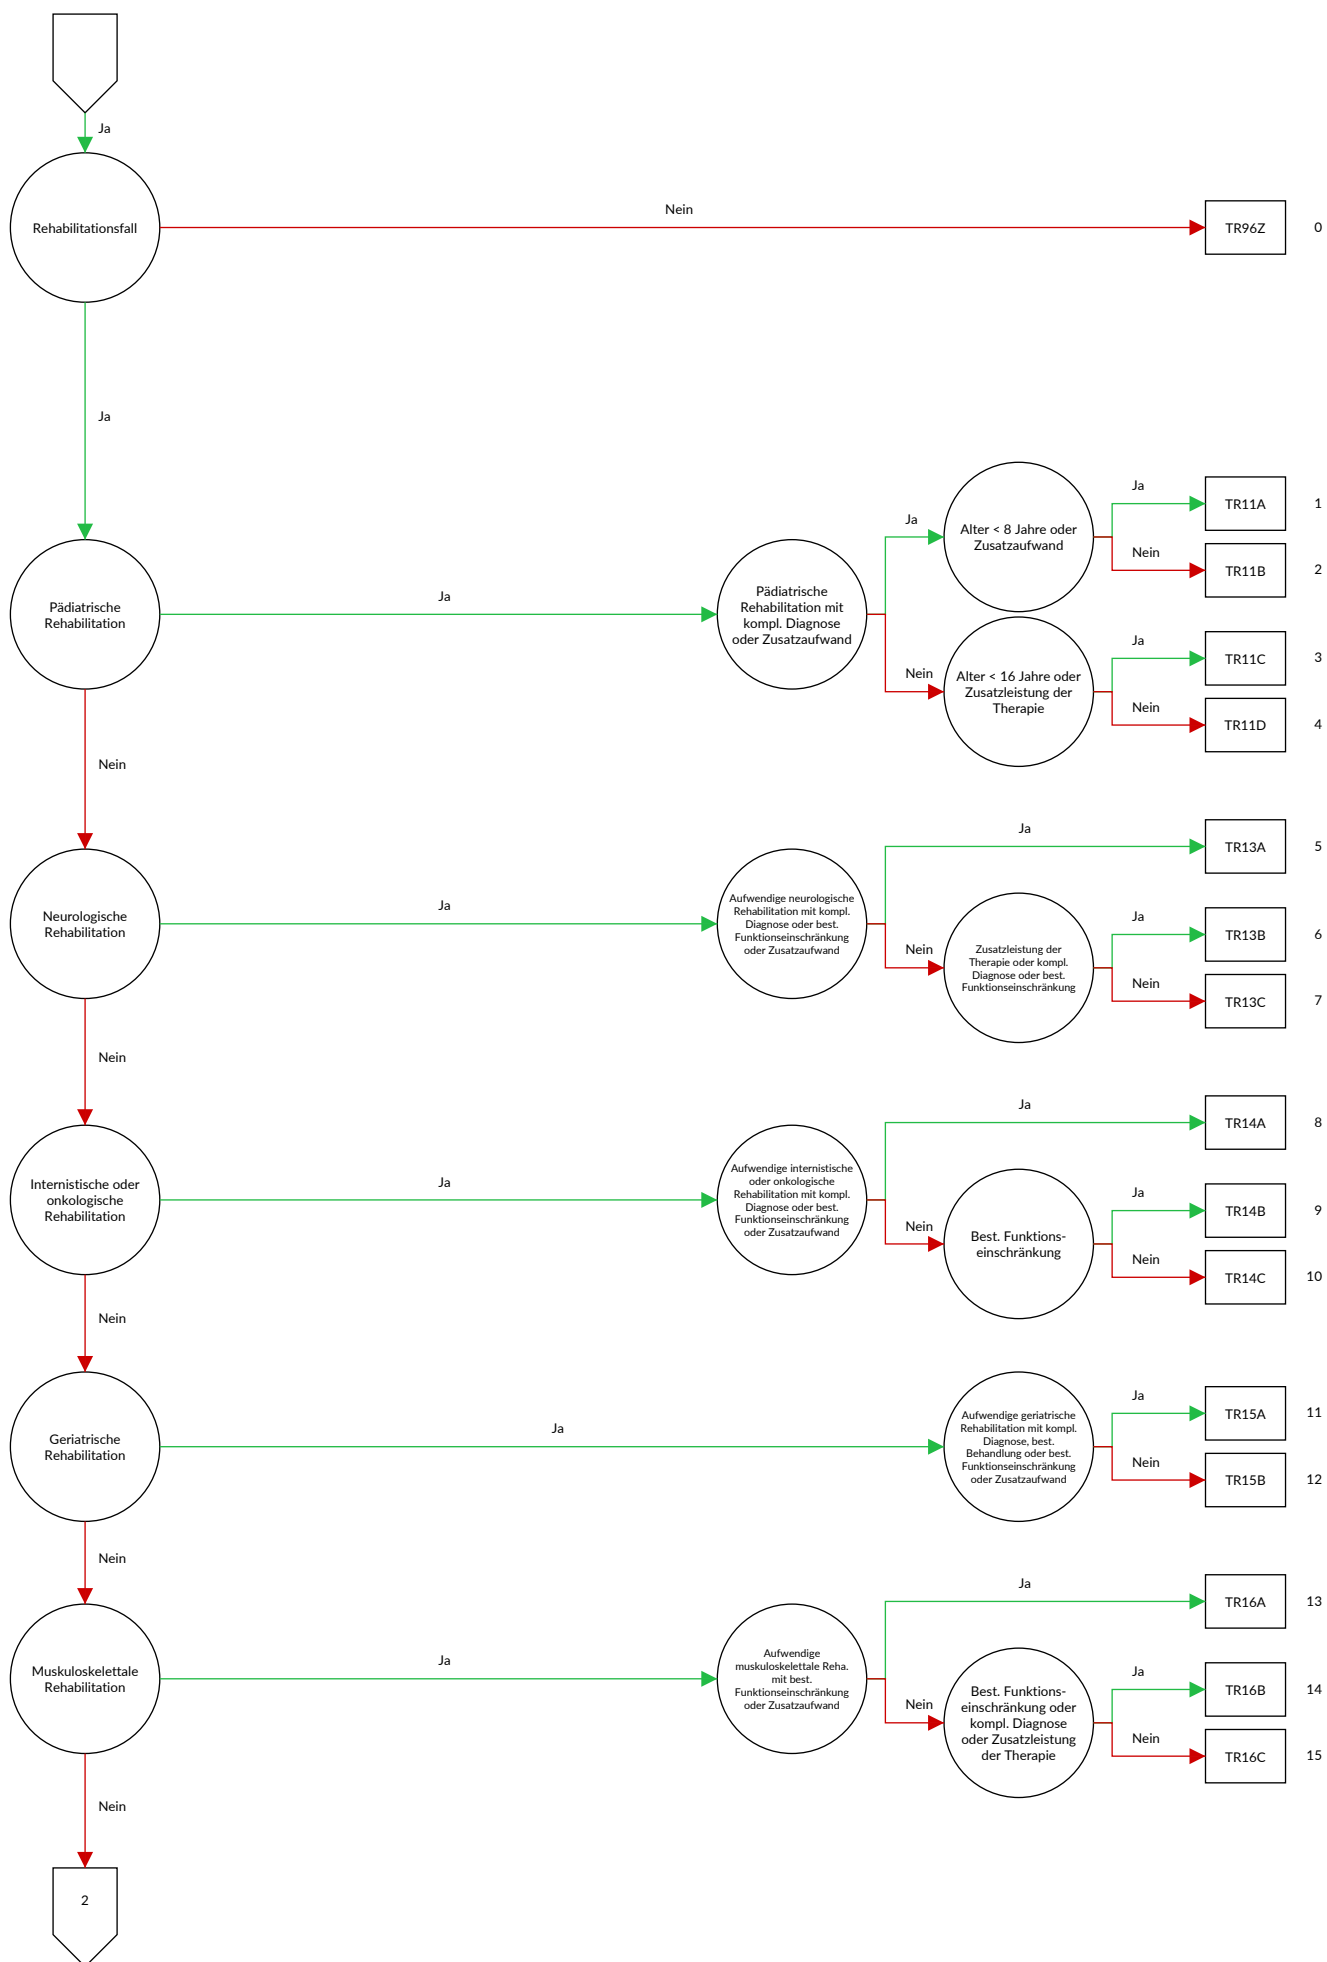 Ja
Rehabilitationsfall
Nein
TR96Z
0
Ja
Pädiatrische
Rehabilitation
Ja
Pädiatrische
Rehabilitation mit
kompl. Diagnose
oder Zusatzaufwand
Ja
Alter < 8 Jahre oder
Zusatzaufwand
Ja
TR11A
1
Nein
TR11B
2
Nein
Alter < 16 Jahre oder
Zusatzleistung der
Therapie
Ja
TR11C
3
Nein
TR11D
4
Nein
Neurologische
Rehabilitation
Ja
Aufwendige neurologische
Rehabilitation mit kompl.
Diagnose oder best.
Funktionseinschränkung
oder Zusatzaufwand
Ja
TR13A
5
Nein
Zusatzleistung der
Therapie oder kompl.
Diagnose oder best.
Funktionseinschränkung
Ja
TR13B
6
Nein
TR13C
7
Nein
Internistische oder
onkologische
Rehabilitation
Ja
Aufwendige internistische
oder onkologische
Rehabilitation mit kompl.
Diagnose oder best.
Funktionseinschränkung
oder Zusatzaufwand
Ja
TR14A
8
Nein
Best. Funktions-
einschränkung
Ja
TR14B
9
Nein
TR14C
10
Nein
Geriatrische
Rehabilitation
Ja
Aufwendige geriatrische
Rehabilitation mit kompl.
Diagnose, best.
Behandlung oder best.
Funktionseinschränkung
oder Zusatzaufwand
Ja
TR15A
11
Nein
TR15B
12
Nein
Muskuloskelettale
Rehabilitation
Ja
Aufwendige
muskuloskelettale Reha.
mit best.
Funktionseinschränkung
oder Zusatzaufwand
Ja
TR16A
13
Nein
Best. Funktions-
einschränkung oder
kompl. Diagnose
oder Zusatzleistung
der Therapie
Ja
TR16B
14
Nein
TR16C
15
Nein
2